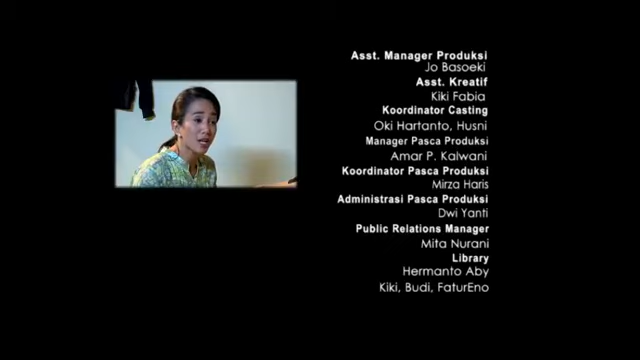 Asst. Manager Produksi
Jo Basoeki
Asst. Kreatif
Kiki Fabia
Koordinator Casting
Oki Hartanto, Husni
Manager Pasca Produksi
Amar P. Kalwani
Koordinator Pasca Produksi
Mirza Haris
Administrasi Pasca Produksi
Dwi Yanti
Public Relations Manager
Mita Nurani
Library
Hermanto Aby
Kiki, Budi, FaturEno